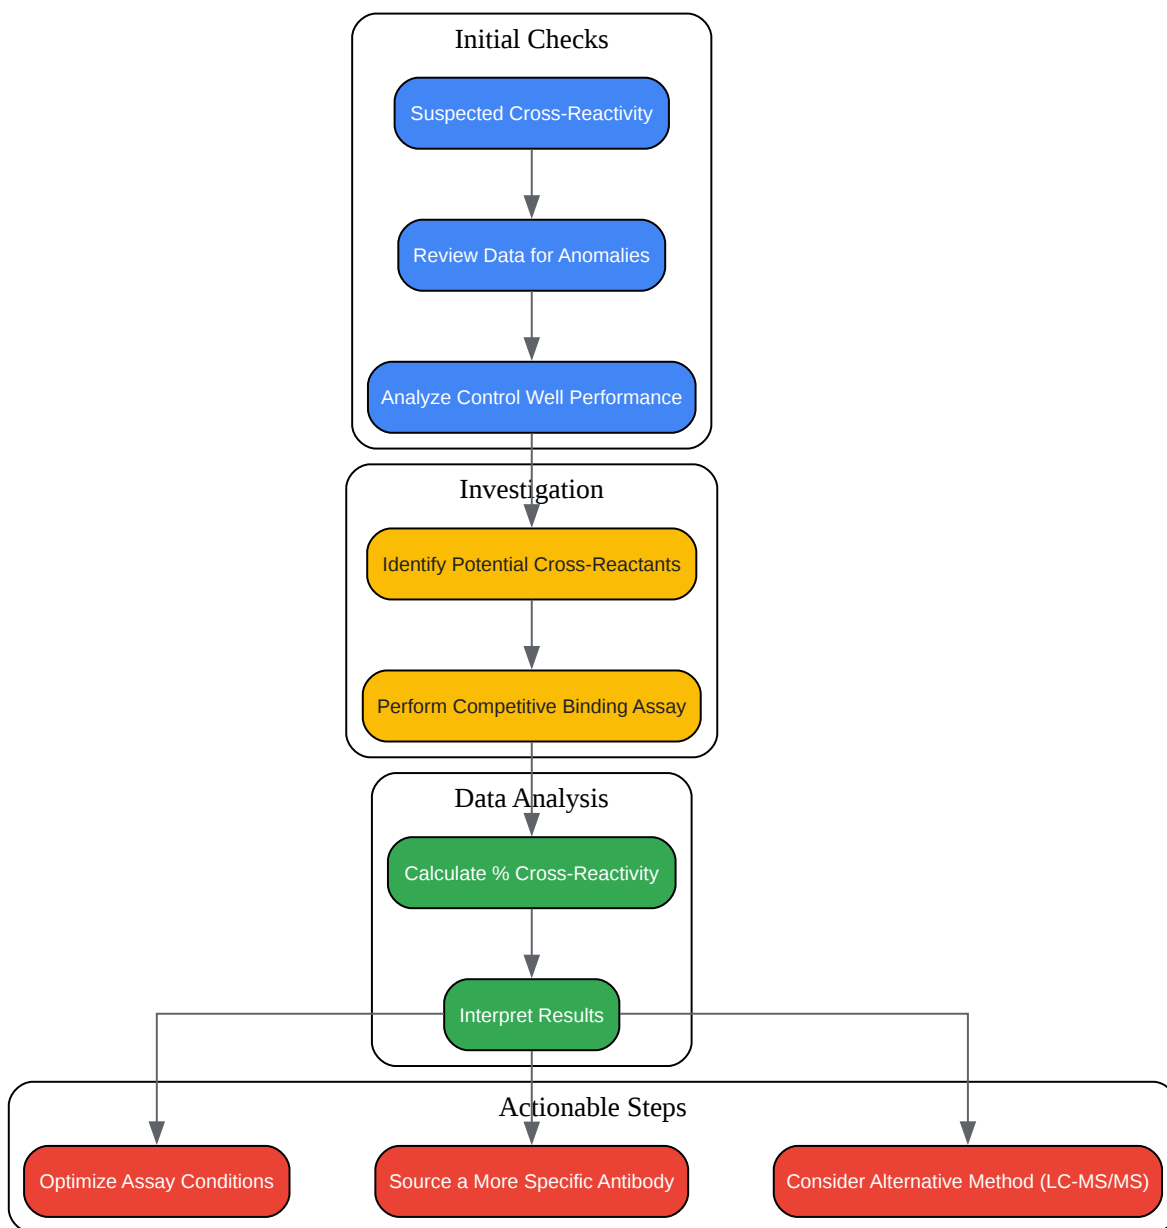 Initial Checks
Suspected Cross-Reactivity
Review Data for Anomalies
Analyze Control Well Performance
Investigation
Identify Potential Cross-Reactants
Perform Competitive Binding Assay
Data Analysis
Calculate % Cross-Reactivity
Interpret Results
Actionable Steps
Optimize Assay Conditions
Source a More Specific Antibody
Consider Alternative Method (LC-MS/MS)